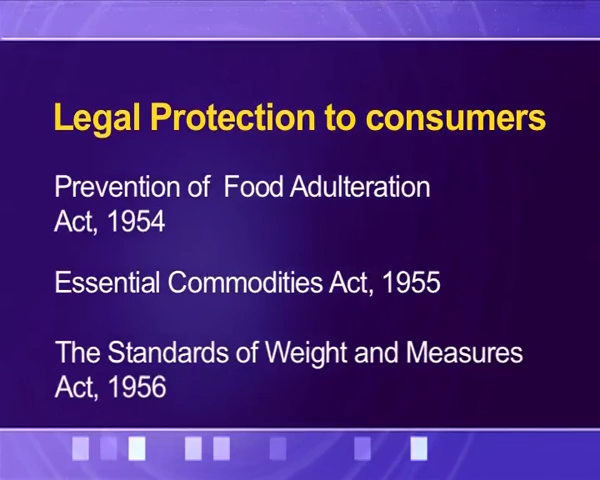 Legal Protection to consumers
Prevention of Food Adulteration
Act, 1954
Essential Commodities Act, 1955
The Standards of Weight and Measures
Act, 1956